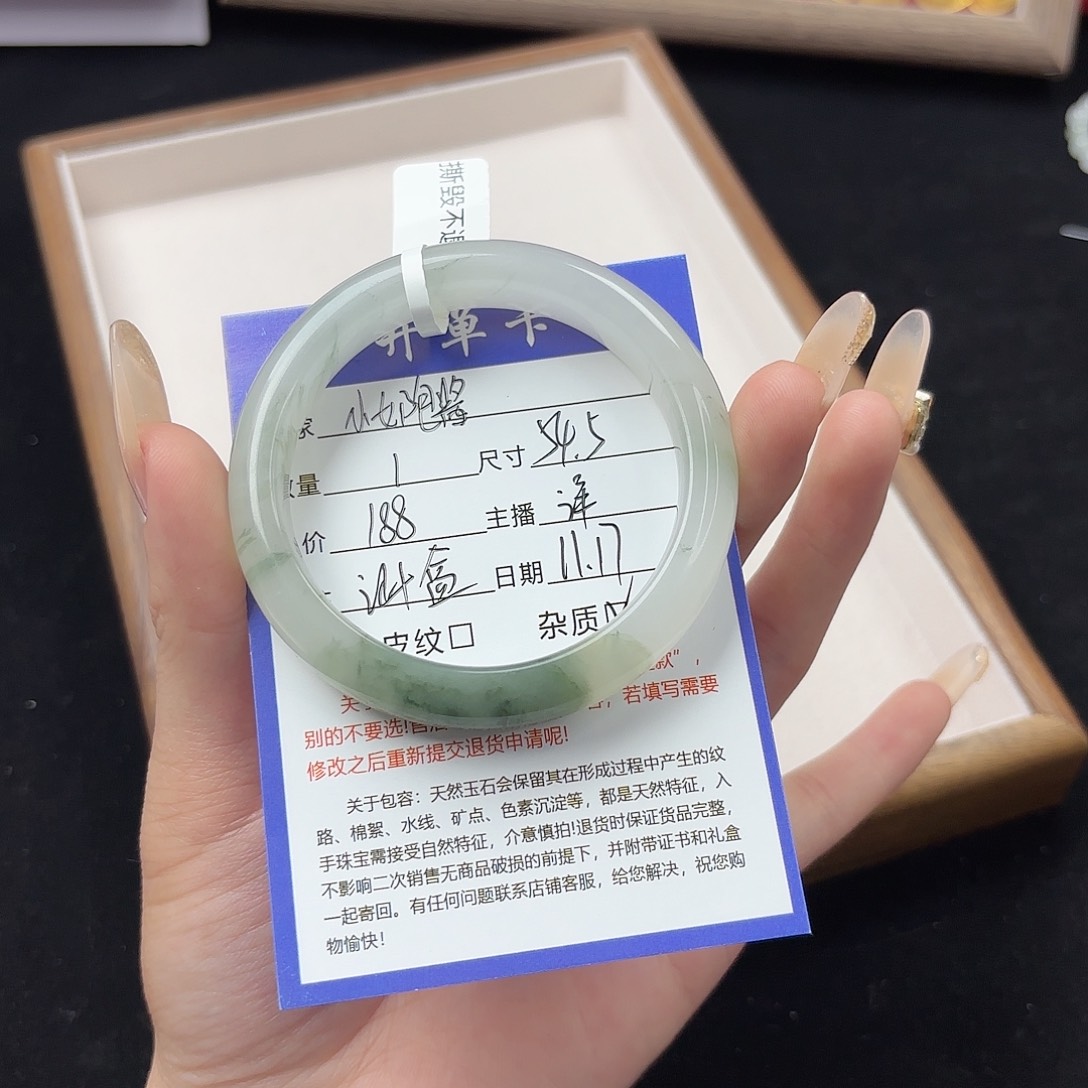 撕毁不退
开单卡
家 小七
量 1 尺寸 54.5
价 188 主播 洋
盒 日期 11.17
皮纹□ 杂质☑
款”，
关
若填写需要
别的不要选!
修改之后重新提交退货申请呢!
关于包容：天然玉石会保留其在形成过程中产生的纹
路、棉絮、水线、矿点、色素沉淀等，都是天然特征，入
手珠宝需接受自然特征，介意慎拍!退货时保证货品完整，
不影响二次销售无商品破损的前提下，并附带证书和礼盒
一起寄回。有任何问题联系店铺客服，给您解决，祝您购
物愉快！